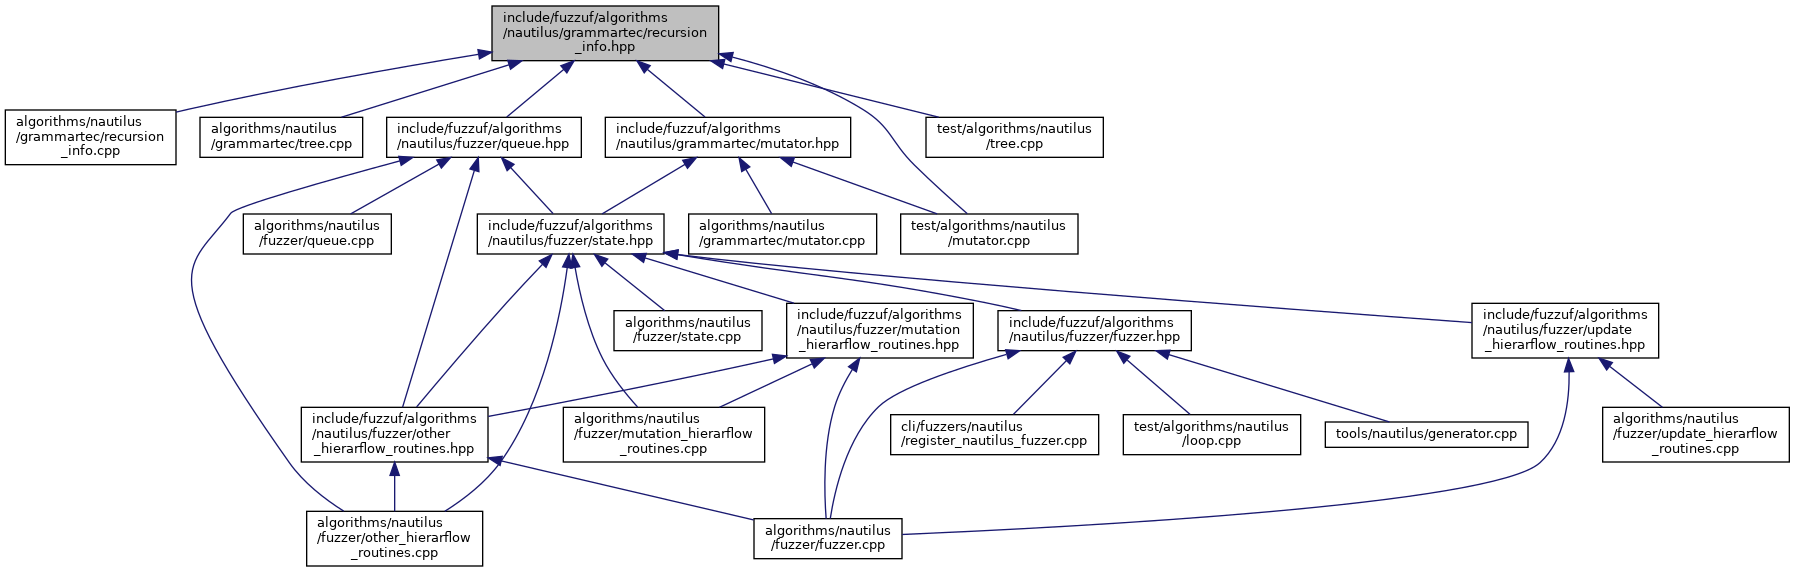 include/fuzzuf/algorithms
/nautilus/grammartec/recursion
_info.hpp
algorithms/nautilus
/grammartec/recursion
_info.cpp
algorithms/nautilus
/grammartec/tree.cpp
include/fuzzuf/algorithms
/nautilus/fuzzer/queue.hpp
include/fuzzuf/algorithms
/nautilus/grammartec/mutator.hpp
test/algorithms/nautilus
/tree.cpp
algorithms/nautilus
/fuzzer/queue.cpp
include/fuzzuf/algorithms
/nautilus/fuzzer/state.hpp
algorithms/nautilus
/grammartec/mutator.cpp
test/algorithms/nautilus
/mutator.cpp
algorithms/nautilus
/fuzzer/state.cpp
include/fuzzuf/algorithms
/nautilus/fuzzer/mutation
_hierarflow_routines.hpp
include/fuzzuf/algorithms
/nautilus/fuzzer/fuzzer.hpp
include/fuzzuf/algorithms
/nautilus/fuzzer/update
_hierarflow_routines.hpp
include/fuzzuf/algorithms
/nautilus/fuzzer/other
_hierarflow_routines.hpp
algorithms/nautilus
/fuzzer/mutation_hierarflow
_routines.cpp
cli/fuzzers/nautilus
/register_nautilus_fuzzer.cpp
test/algorithms/nautilus
/loop.cpp
tools/nautilus/generator.cpp
algorithms/nautilus
/fuzzer/update_hierarflow
_routines.cpp
algorithms/nautilus
/fuzzer/other_hierarflow
_routines.cpp
algorithms/nautilus
/fuzzer/fuzzer.cpp